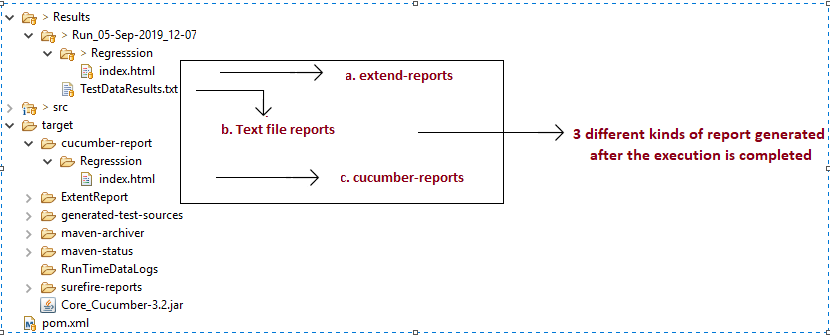 > Results
> Run_05-Sep-2019_12-07
> Regresssion
index.html
a. extend-reports
TestDataResults.txt
> src
b. Text file reports
3 different kinds of report generated
after the execution is completed
target
cucumber-report
Regresssion
index.html
c. cucumber-reports
ExtentReport
generated-test-sources
maven-archiver
maven-status
RunTimeDataLogs
surefire-reports
Core_Cucumber-3.2.jar
pom.xml